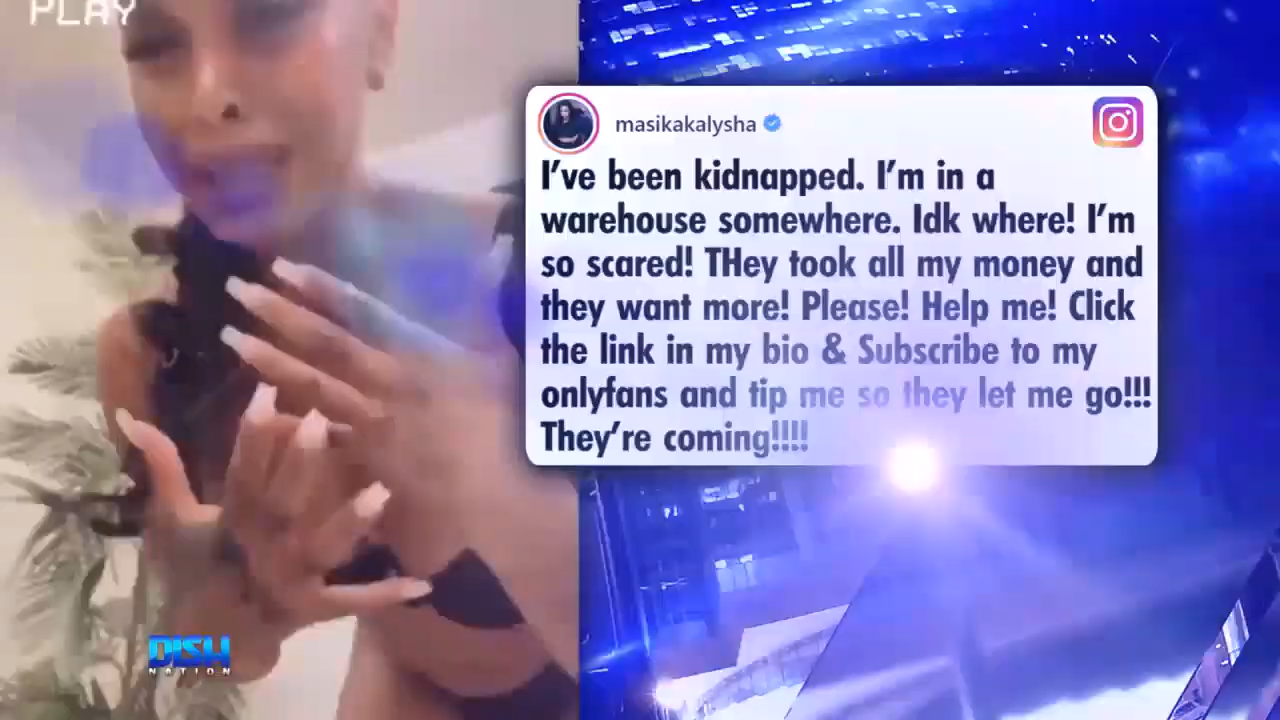 PLAY
masikakalysha
I've been kidnapped. I'm in a
warehouse somewhere. Idk where! I'm
so scared! THey took all my money and
they want more! Please! Help me! Click
the link in my bio & Subscribe to my
onlyfans and tip me so they let me go!!!
They're coming!!!!
DISH
NATION